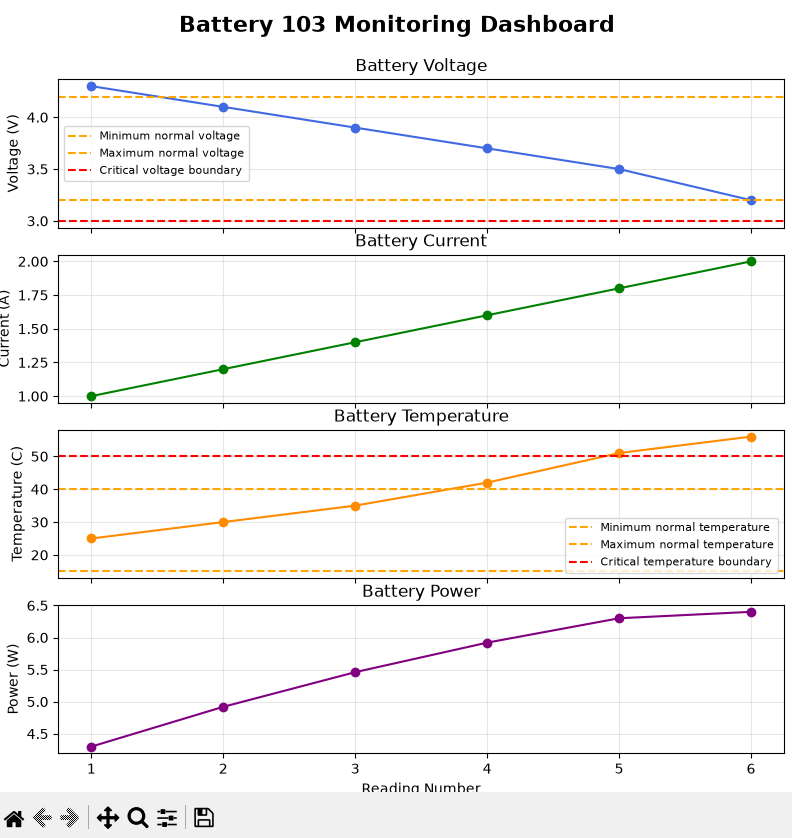 Battery 103 Monitoring Dashboard
Battery Voltage
Voltage (V)
4.0
3.5
3.0
Minimum normal voltage
Maximum normal voltage
Critical voltage boundary
Battery Current
Current (A)
2.00
1.75
1.50
1.25
1.00
Battery Temperature
Temperature (C)
50
40
30
20
Minimum normal temperature
Maximum normal temperature
Critical temperature boundary
Battery Power
Power (W)
6.5
6.0
5.5
5.0
4.5
1 2 3 4 5 6
Reading Number